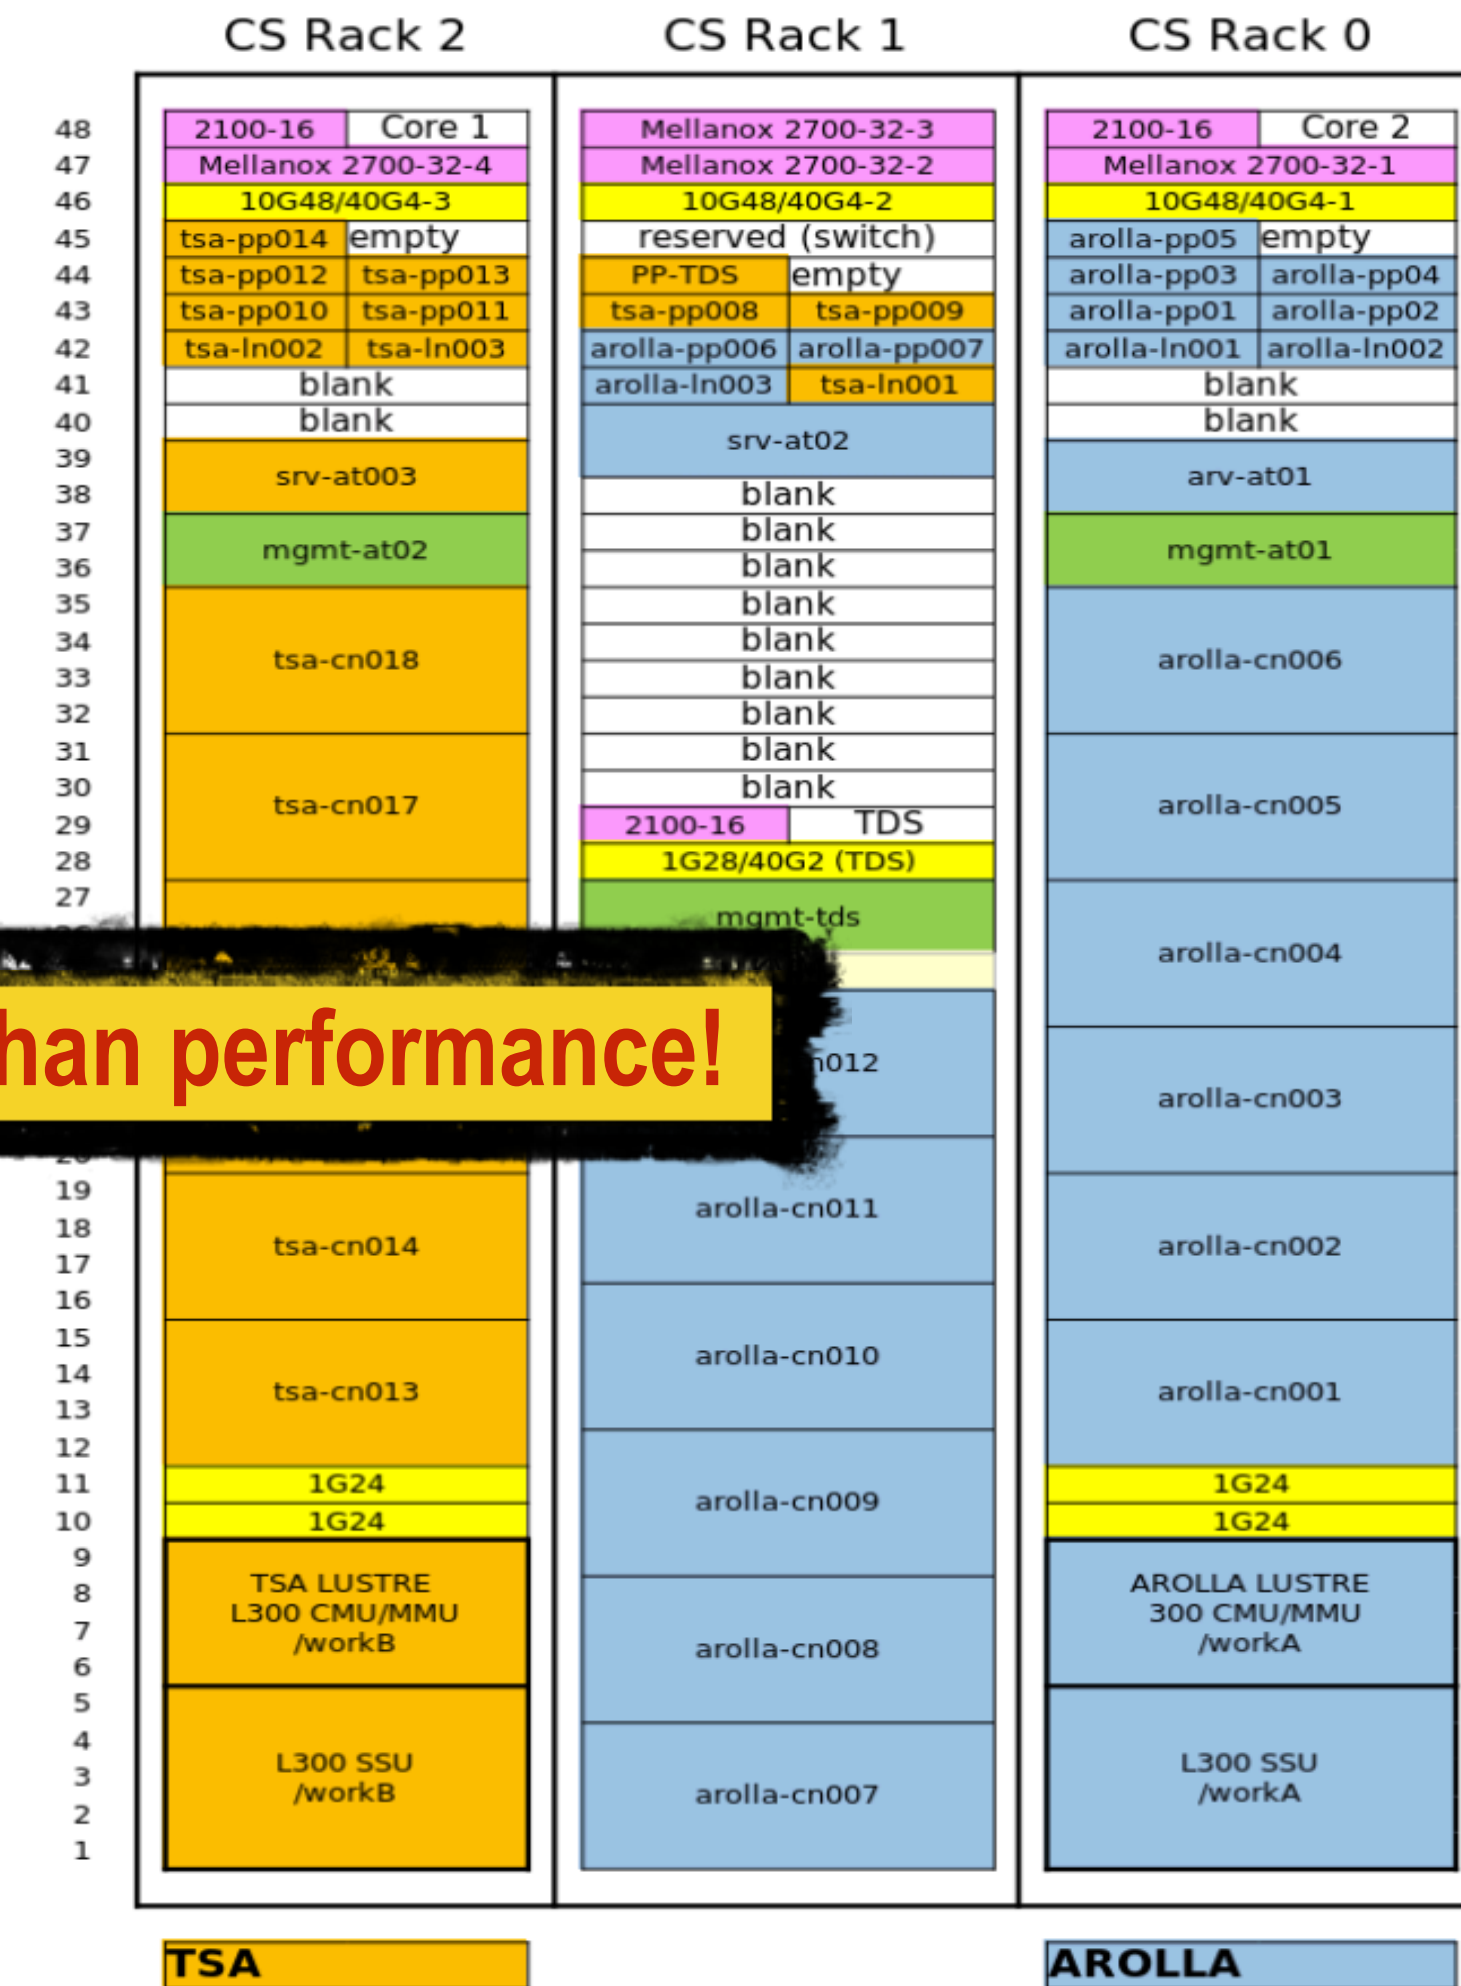 CS Rack 2 CS Rack 1 CS Rack 0
48 2100-16 Core 1 Mellanox 2700-32-3 2100-16 Core 2
47 Mellanox 2700-32-4 Mellanox 2700-32-2 Mellanox 2700-32-1
46 10G48/40G4-3 10G48/40G4-2 10G48/40G4-1
45 tsa-pp014 empty reserved (switch) arolla-pp05 empty
44 tsa-pp012 tsa-pp013 PP-TDS empty arolla-pp03 arolla-pp04
43 tsa-pp010 tsa-pp011 tsa-pp008 tsa-pp009 arolla-pp01 arolla-pp02
42 tsa-ln002 tsa-ln003 arolla-pp006 arolla-pp007 arolla-ln001 arolla-ln002
41 blank arolla-ln003 tsa-ln001 blank
40 blank blank
srv-at02
39
srv-at003 arv-at01
38 blank
37 blank
mgmt-at02 mgmt-at01
36 blank
35 blank
34 blank
tsa-cn018 arolla-cn006
33 blank
32 blank
31 blank
30 blank
tsa-cn017 arolla-cn005
29 2100-16 TDS
28 1G28/40G2 (TDS)
27
mgmt-tds
arolla-cn004
han performance!
n012
arolla-cn003
19
arolla-cn011
18
tsa-cn014 arolla-cn002
17
16
15
arolla-cn010
14
tsa-cn013 arolla-cn001
13
12
11 1G24 1G24
arolla-cn009
10 1G24 1G24
9
8 TSA LUSTRE AROLLA LUSTRE
L300 CMU/MMU 300 CMU/MMU
7 /workB /workA
arolla-cn008
6
5
4
L300 SSU L300 SSU
3 /workB /workA
arolla-cn007
2
1
TSA AROLLA